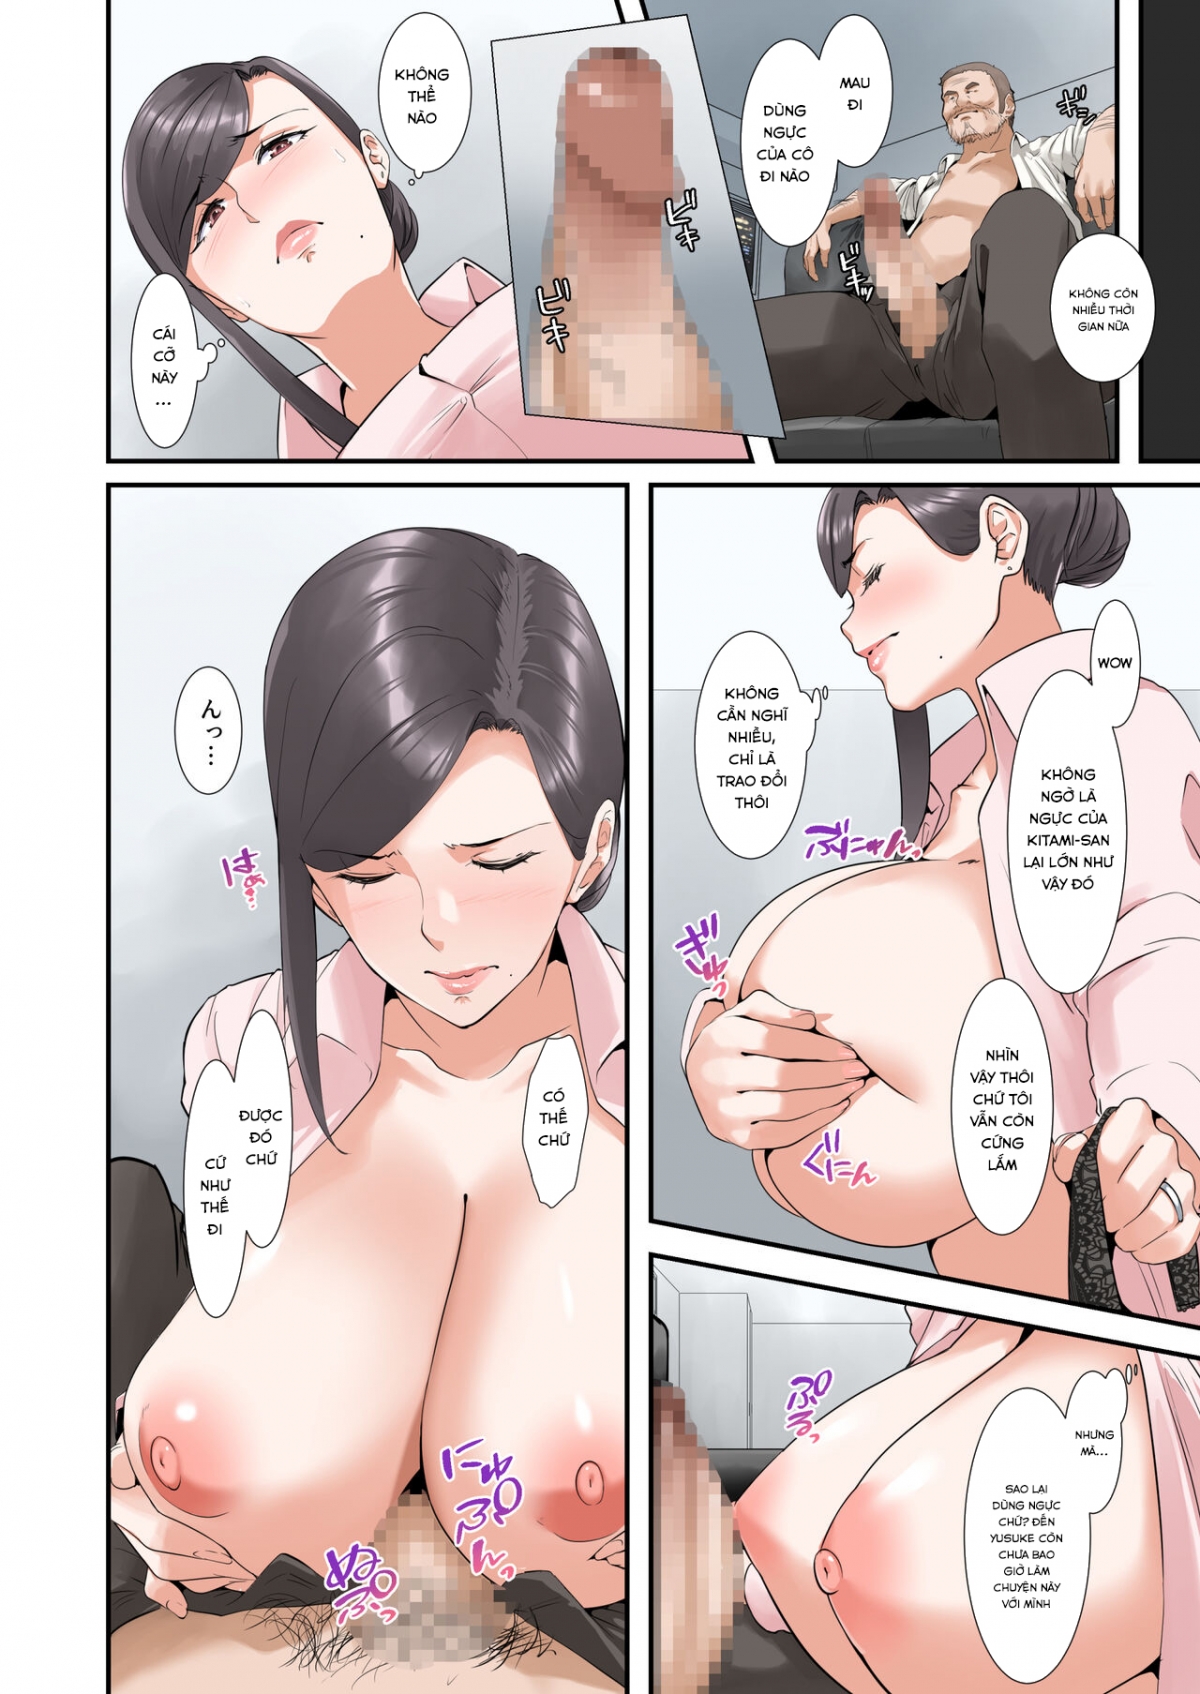 MAU
ĐI
DÙNG
NGỰC
CỦA CÔ
ĐI NÀO
KHÔNG CÒN
NHIỀU THỜI
GIAN NỮA
ギンッ
ビキッ
ビキ
ビキ
KHÔNG
THỂ
NÀO
CÁI
CỠ
NÀY
...
WOW
KHÔNG
NGỜ LÀ
NGỰC CỦA
KITAMI-SAN
LẠI LỚN NHƯ
VẬY ĐÓ
KHÔNG
CẦN NGHĨ
NHIỀU,
CHỈ LÀ
TRAO ĐỔI
THÔI
ぶにゅんっ
ぎゅっ
ぐにん
NHÌN
VẬY THÔI
CHỨ TÔI
VẪN CÒN
CỨNG
LẮM
NHƯNG
MÀ...
SAO LẠI
DÙNG NGỰC
CHỨ? ĐẾN
YUSUKE CÒN
CHƯA BAO
GIỜ LÀM
CHUYỆN NÀY
VỚI MÌNH
ぷるっ
んっ…
はぁ…
CÓ
THẾ
CHỨ
ĐƯỢC
ĐÓ
CHỨ
CỨ
NHƯ
THẾ
ĐI
にゅぷんっ
ぬぷぷっ